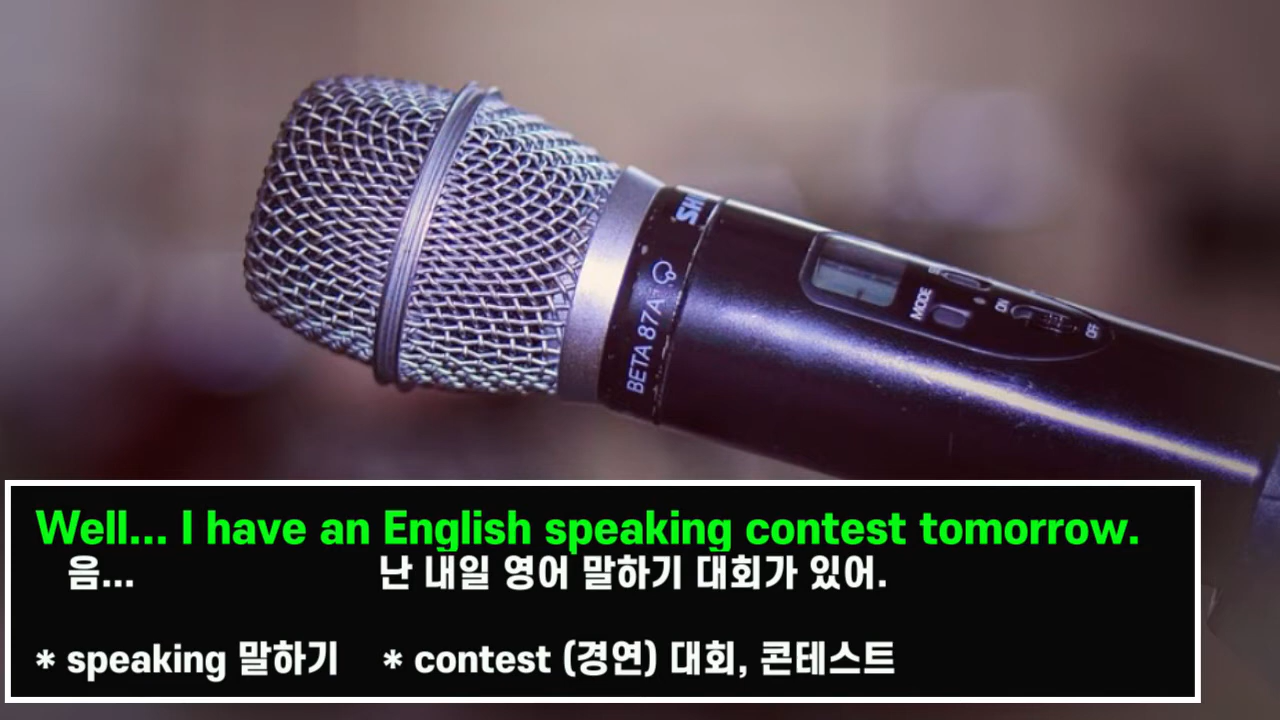 SH
BETA 87A
MODE
ON
OFF
Well... I have an English speaking contest tomorrow.
음... 난 내일 영어 말하기 대회가 있어.
* speaking 말하기 * contest (경연) 대회, 콘테스트